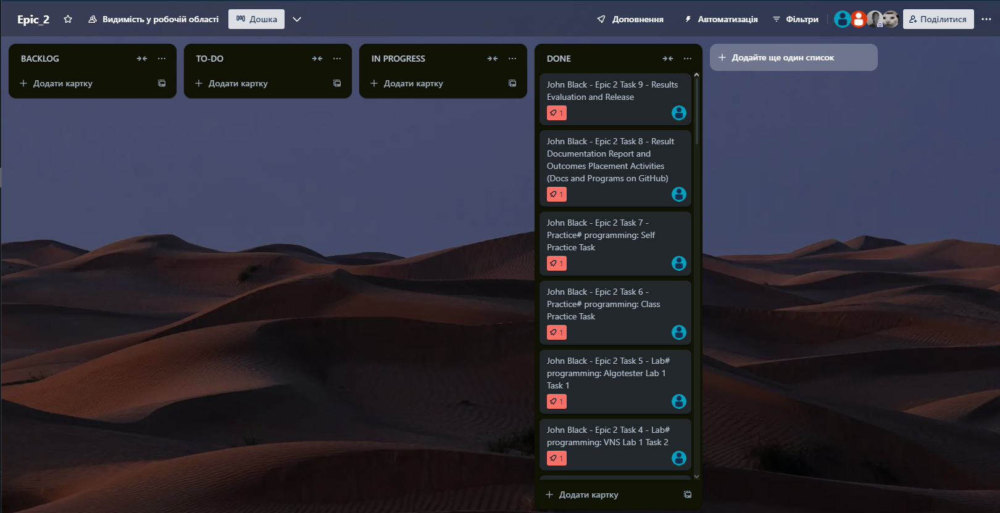 Epic_2
Видимість у робочій області
Дошка
Доповнення
Автоматизація
Фільтри
Поділитися
BACKLOG
Додати картку
TO-DO
Додати картку
IN PROGRESS
Додати картку
DONE
John Black - Epic 2 Task 9 - Results
Evaluation and Release
1
John Black - Epic 2 Task 8 - Result
Documentation Report and
Outcomes Placement Activities
(Docs and Programs on GitHub)
1
John Black - Epic 2 Task 7 -
Practice# programming: Self
Practice Task
1
John Black - Epic 2 Task 6 -
Practice# programming: Class
Practice Task
1
John Black - Epic 2 Task 5 - Lab#
programming: Algotester Lab 1
Task 1
1
John Black - Epic 2 Task 4 - Lab#
programming: VNS Lab 1 Task 2
1
Додати картку
Додайте ще один список